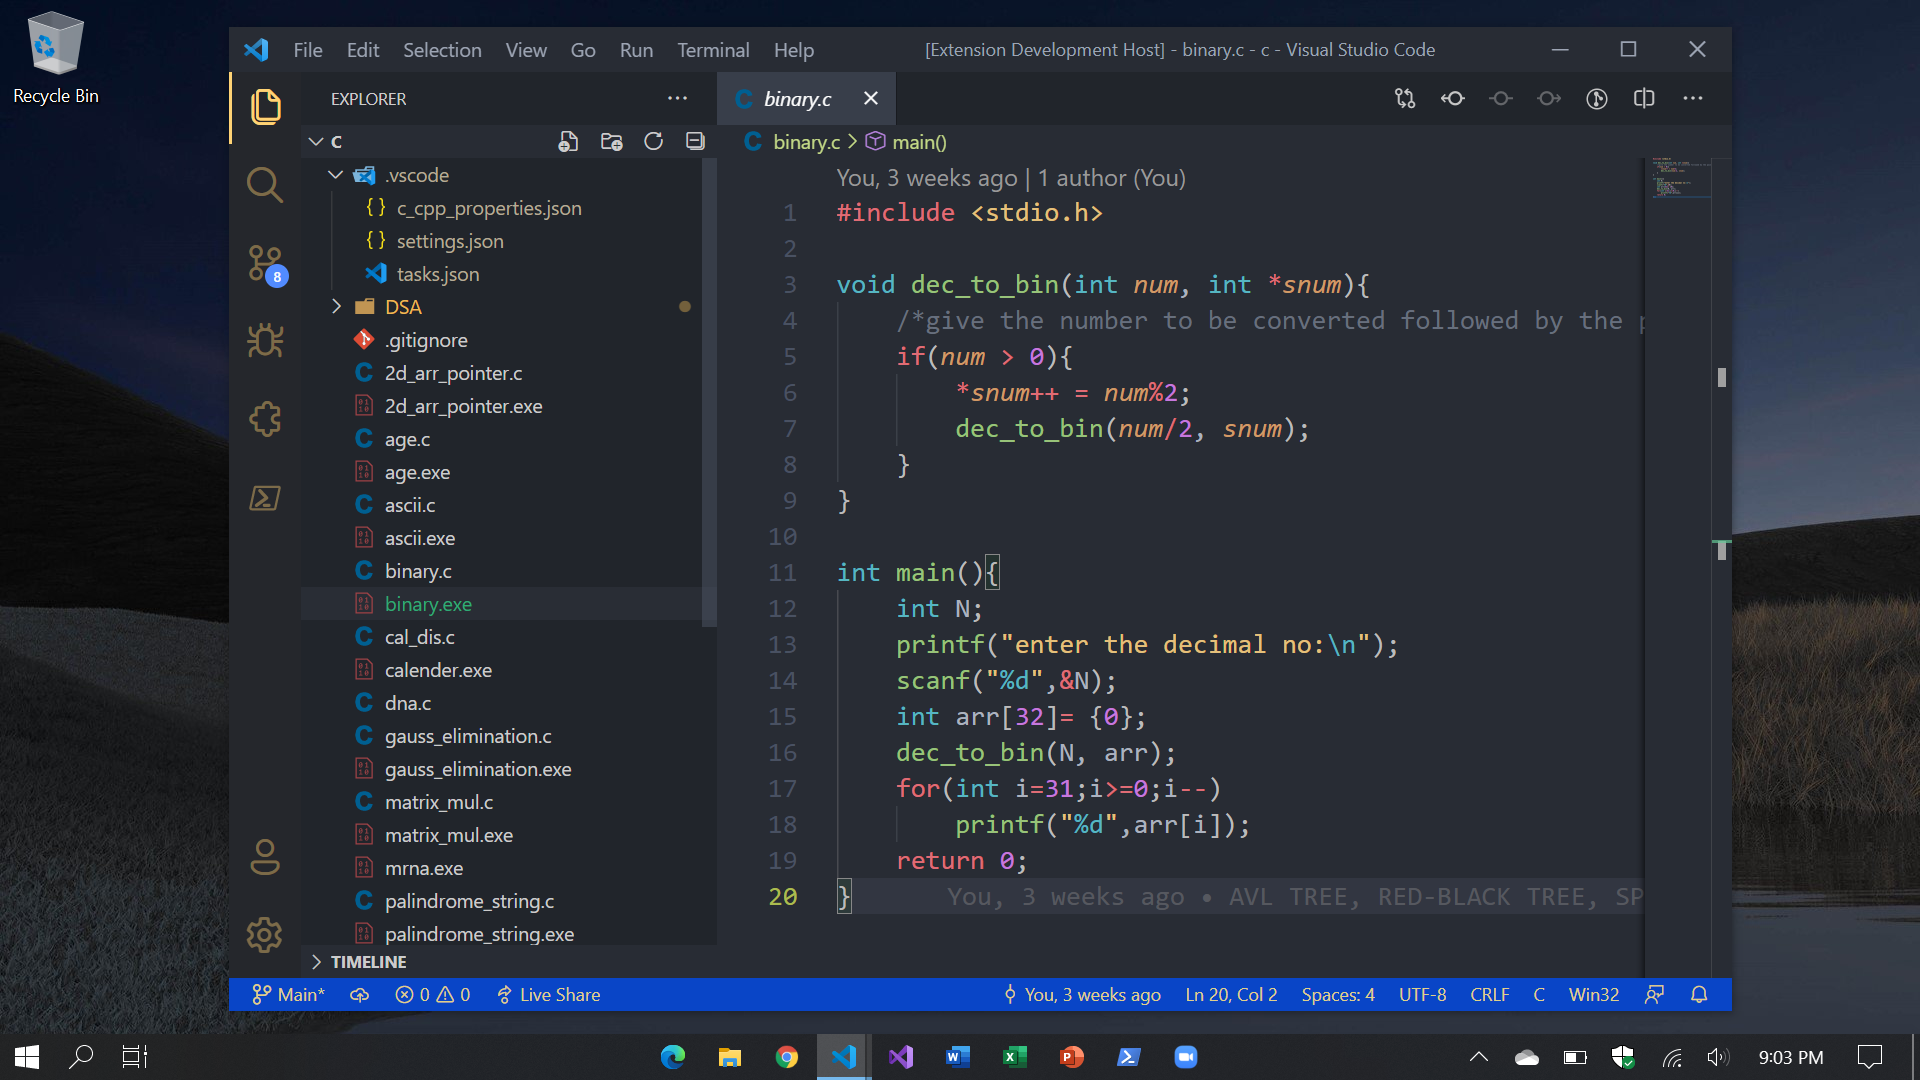 Recycle Bin
File Edit Selection View Go Run Terminal Help
[Extension Development Host] - binary.c - c - Visual Studio Code
EXPLORER
C
.vscode
{} c_cpp_properties.json
{} settings.json
tasks.json
DSA
.gitignore
C 2d_arr_pointer.c
2d_arr_pointer.exe
C age.c
age.exe
C ascii.c
ascii.exe
C binary.c
binary.exe
C cal_dis.c
calender.exe
C dna.c
C gauss_elimination.c
gauss_elimination.exe
C matrix_mul.c
matrix_mul.exe
mrna.exe
C palindrome_string.c
palindrome_string.exe
TIMELINE
8
C binary.c
C binary.c > main()
You, 3 weeks ago | 1 author (You)
1 #include <stdio.h>
2
3 void dec_to_bin(int num, int *snum){
4 /*give the number to be converted followed by the
5 if(num > 0){
6 *snum++ = num%2;
7 dec_to_bin(num/2, snum);
8 }
9 }
10
11 int main(){
12 int N;
13 printf("enter the decimal no:\n");
14 scanf("%d",&N);
15 int arr[32]= {0};
16 dec_to_bin(N, arr);
17 for(int i=31;i>=0;i--)
18 printf("%d",arr[i]);
19 return 0;
20 } You, 3 weeks ago • AVL TREE, RED-BLACK TREE, SP
Main* 0 0 Live Share
You, 3 weeks ago Ln 20, Col 2 Spaces: 4 UTF-8 CRLF C Win32
9:03 PM